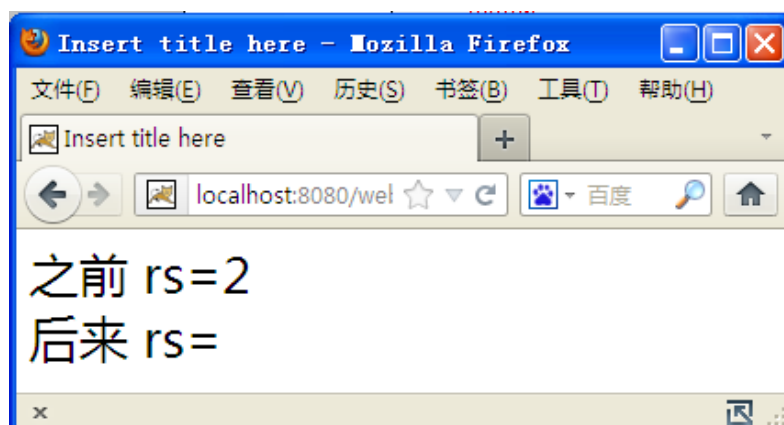 Insert title here - Mozilla Firefox
文件(F) 编辑(E) 查看(V) 历史(S) 书签(B) 工具(T) 帮助(H)
Insert title here
localhost:8080/wel 百度
之前 rs=2
后来 rs=